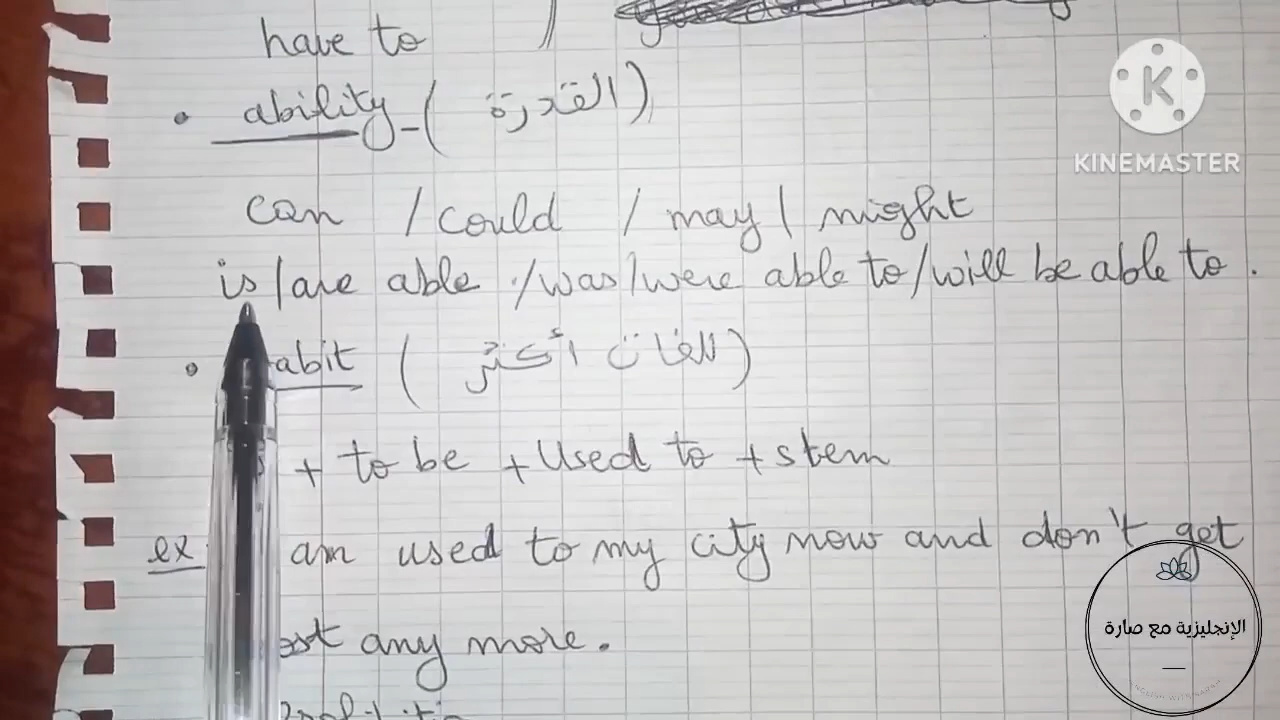 have to
• ability - (القدرة)
can / could / may / might
is / are able / was / were able to / will be able to.
• abit (للغات أكثر)
+ to be + used to + stem
ex am used to my city now and don't get
any more.
K
KINEMASTER
الإنجليزية مع صارة